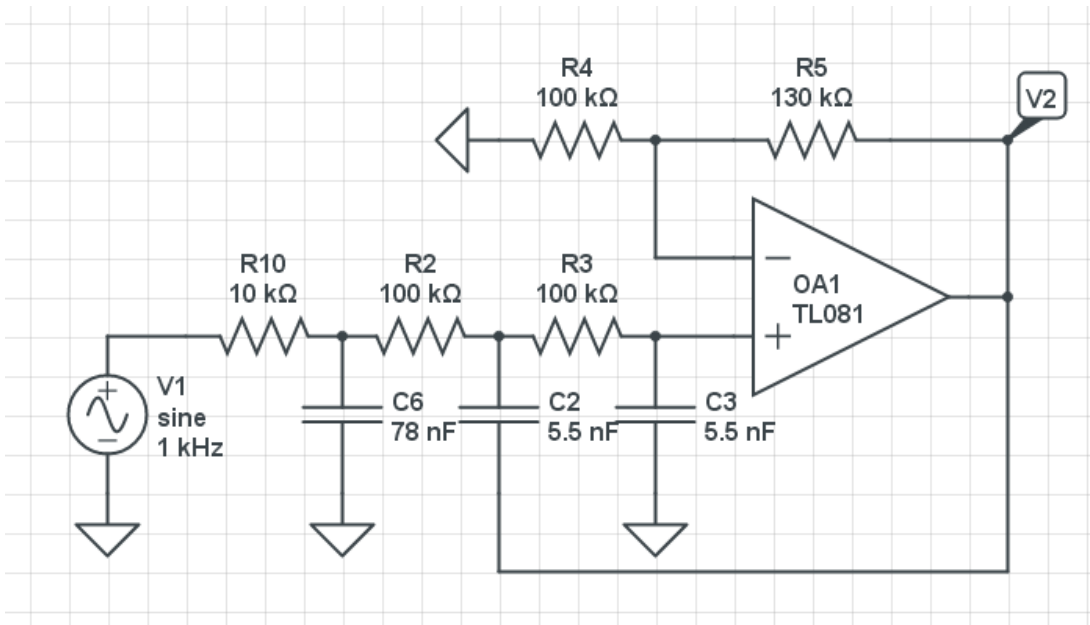 R4
100 kΩ
R5
130 kΩ
V2
R10
10 kΩ
R2
100 kΩ
R3
100 kΩ
OA1
TL081
V1
sine
1 kHz
C6
78 nF
C2
5.5 nF
C3
5.5 nF